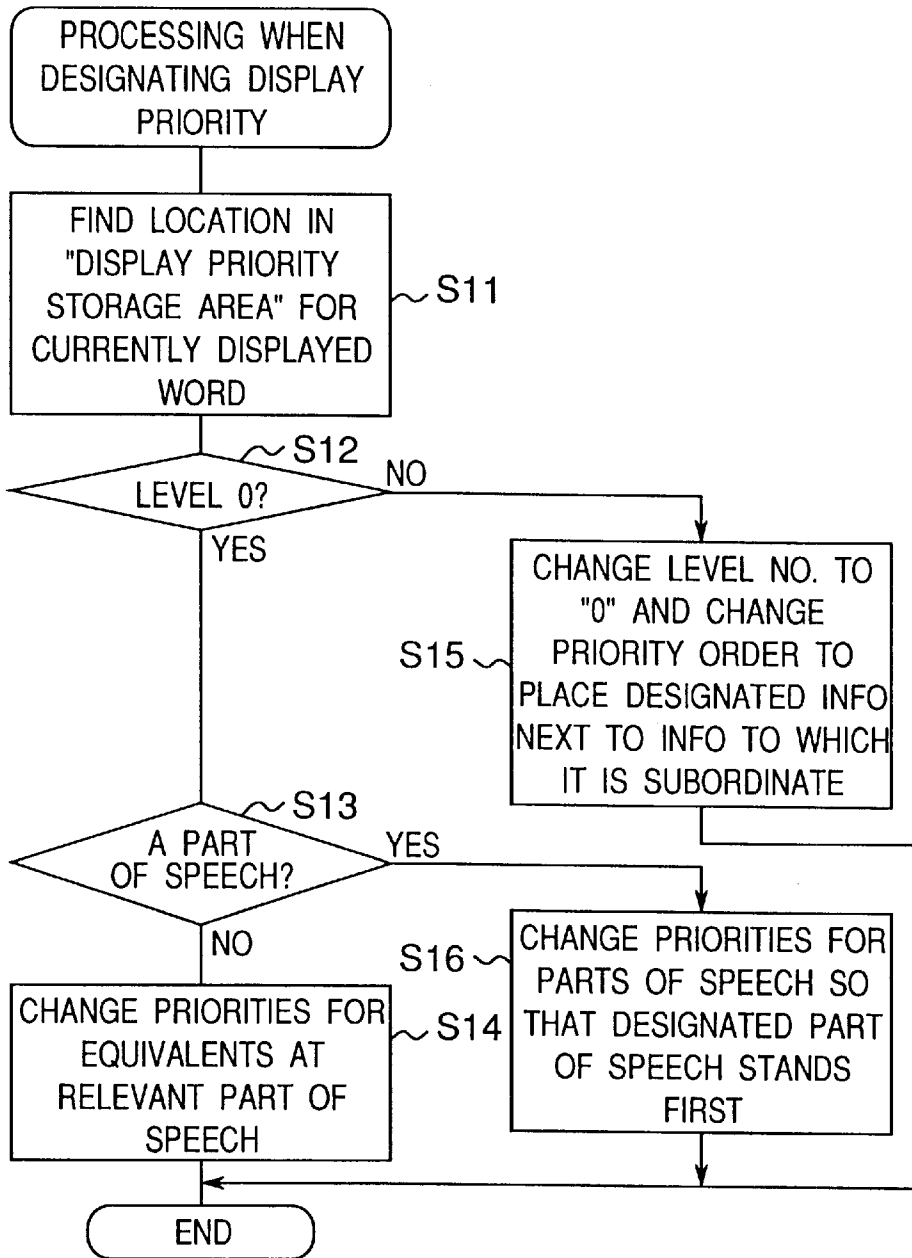 PROCESSING WHEN
DESIGNATING DISPLAY
PRIORITY
FIND LOCATION IN
"DISPLAY PRIORITY
STORAGE AREA" FOR
CURRENTLY DISPLAYED
WORD
S11
S12
LEVEL 0?
NO
YES
CHANGE LEVEL NO. TO
"0" AND CHANGE
PRIORITY ORDER TO
PLACE DESIGNATED INFO
NEXT TO INFO TO WHICH
IT IS SUBORDINATE
S15
S13
A PART
OF SPEECH?
YES
NO
CHANGE PRIORITIES FOR
PARTS OF SPEECH SO
THAT DESIGNATED PART
OF SPEECH STANDS
FIRST
S16
CHANGE PRIORITIES FOR
EQUIVALENTS AT
RELEVANT PART OF
SPEECH
S14
END